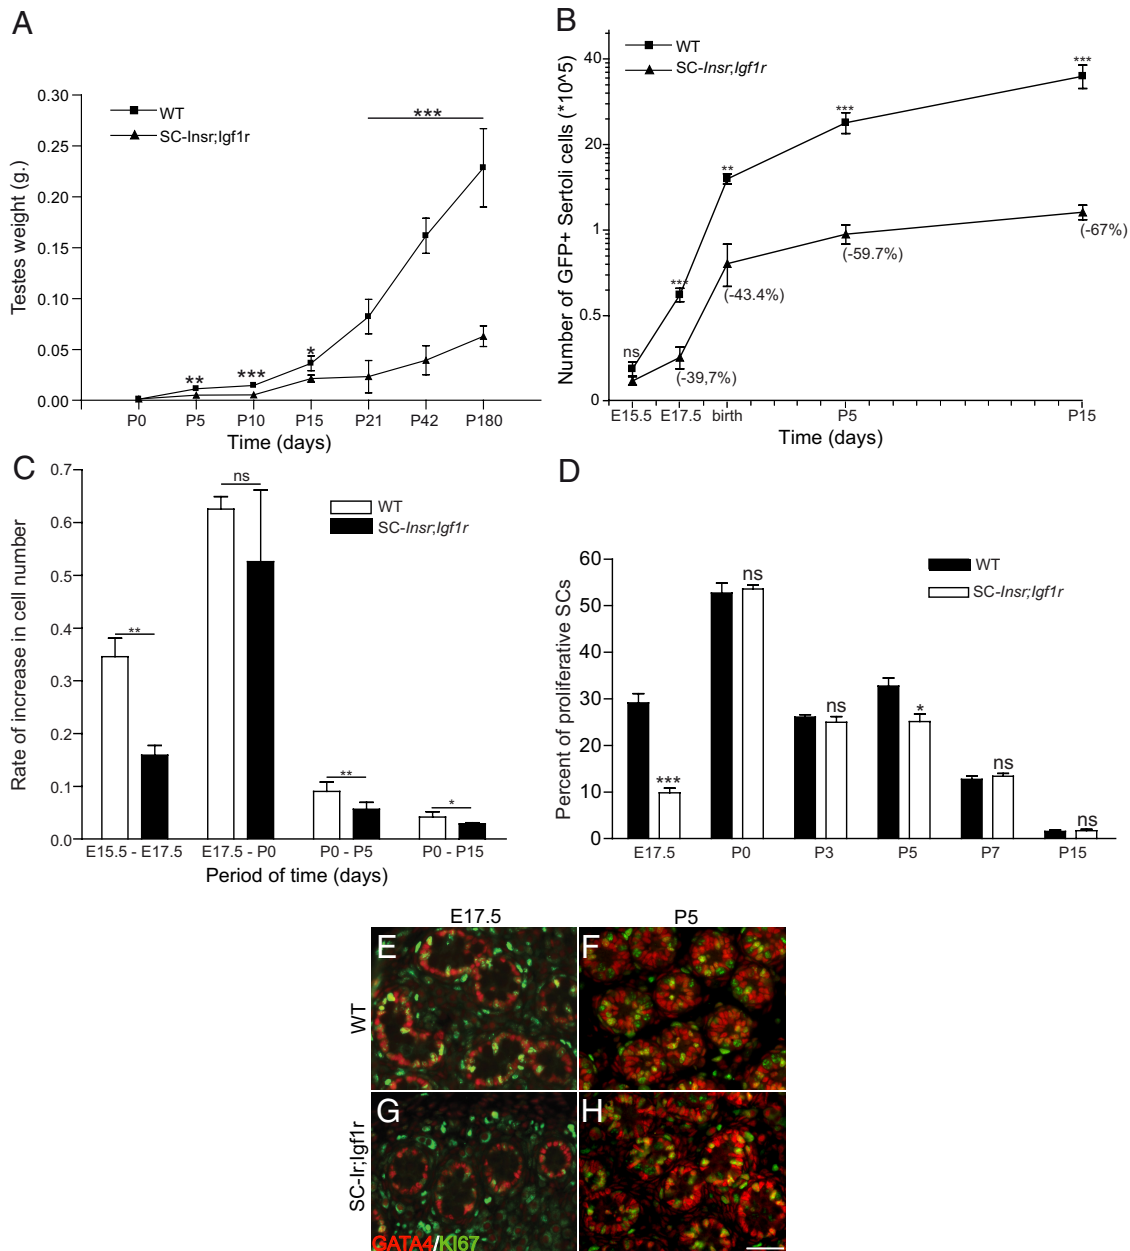 A
WT
SC-Insr;Igf1r
Testes weight (g.)
0.30
0.25
0.20
0.15
0.10
0.05
0.00
**
***
*
***
P0 P5 P10 P15 P21 P42 P180
Time (days)
B
WT
SC-Insr;Igf1r
Number of GFP+ Sertoli cells (*10^5)
40
20
1
0.5
0
ns
***
**
***
***
(-39,7%)
(-43.4%)
(-59.7%)
(-67%)
E15.5 E17.5 birth P5 P15
Time (days)
C
WT
SC-Insr;Igf1r
Rate of increase in cell number
0.7
0.6
0.5
0.4
0.3
0.2
0.1
0.0
**
ns
**
*
E15.5 - E17.5 E17.5 - P0 P0 - P5 P0 - P15
Period of time (days)
D
WT
SC-Insr;Igf1r
Percent of proliferative SCs
60
50
40
30
20
10
0
***
ns
ns
*
ns
ns
E17.5 P0 P3 P5 P7 P15
E17.5 P5
WT
E F
SC-Ir;Igf1r
G H
GATA4/KI67